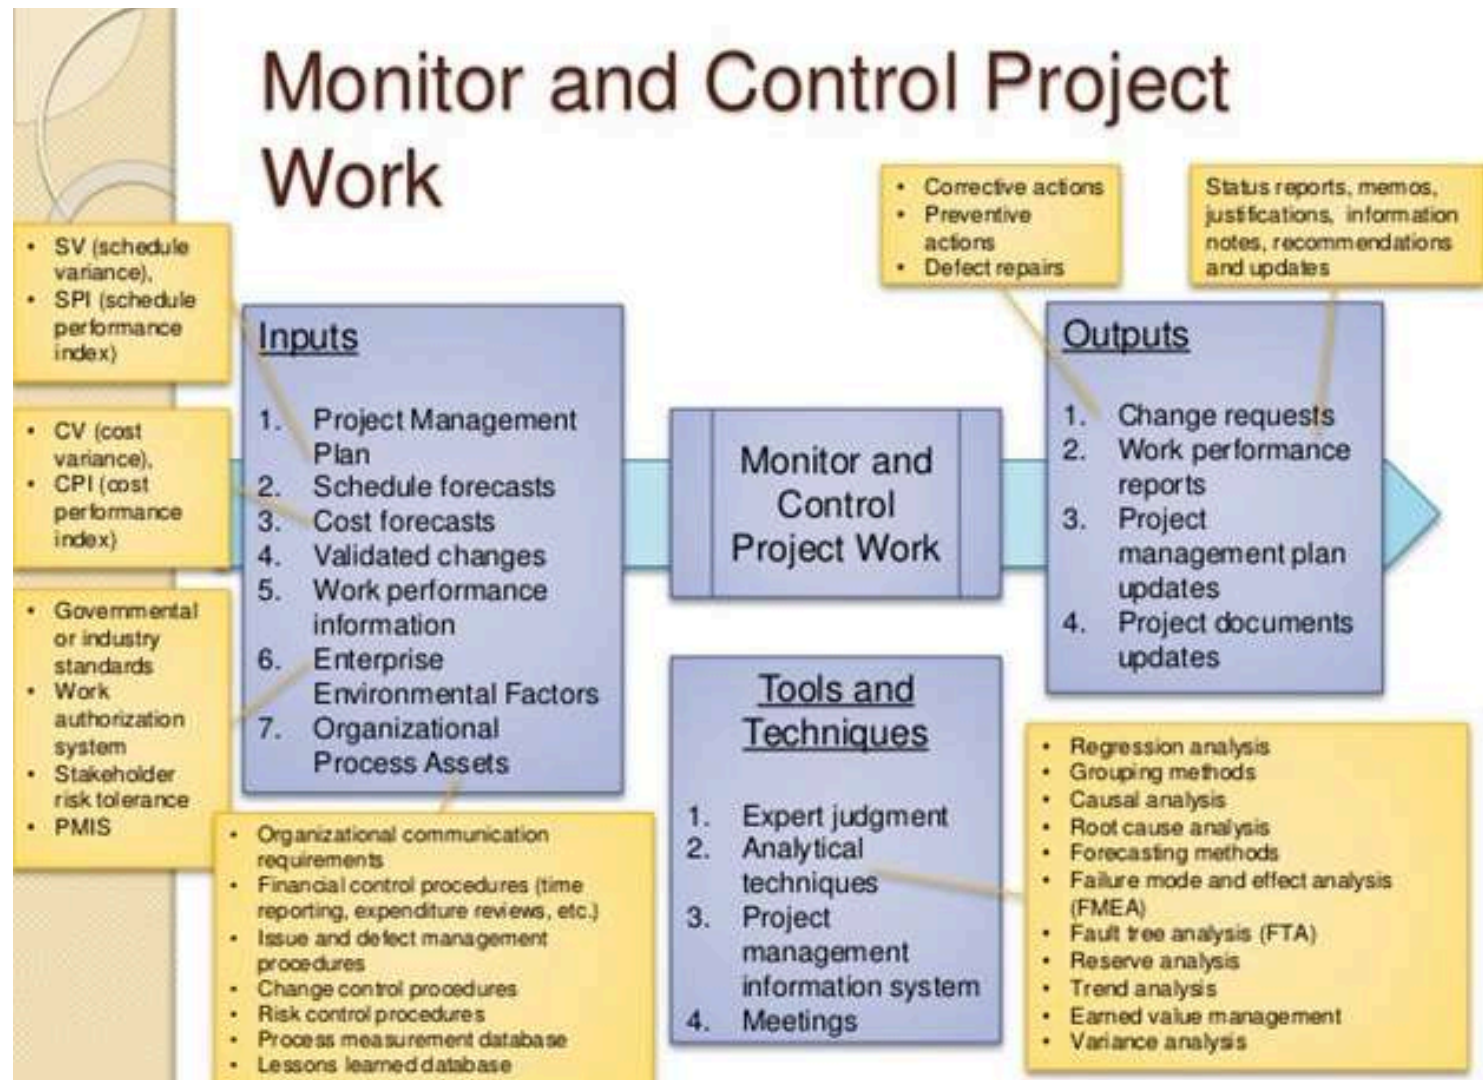 Monitor and Control Project
Work
• Corrective actions
• Preventive
actions
• Defect repairs
Status reports, memos,
justifications, information
notes, recommendations
and updates
• SV (schedule
variance),
• SPI (schedule
performance
index)
• CV (cost
variance),
• CPI (cost
performance
index)
• Governmental
or industry
standards
• Work
authorization
system
• Stakeholder
risk tolerance
• PMIS
Inputs
1. Project Management
Plan
2. Schedule forecasts
3. Cost forecasts
4. Validated changes
5. Work performance
information
6. Enterprise
Environmental Factors
7. Organizational
Process Assets
• Organizational communication
requirements
• Financial control procedures (time
reporting, expenditure reviews, etc.)
• Issue and defect management
procedures
• Change control procedures
• Risk control procedures
• Process measurement database
• Lessons learned database
Monitor and
Control
Project Work
Tools and
Techniques
1. Expert judgment
2. Analytical
techniques
3. Project
management
information system
4. Meetings
Outputs
1. Change requests
2. Work performance
reports
3. Project
management plan
updates
4. Project documents
updates
• Regression analysis
• Grouping methods
• Causal analysis
• Root cause analysis
• Forecasting methods
• Failure mode and effect analysis
(FMEA)
• Fault tree analysis (FTA)
• Reserve analysis
• Trend analysis
• Earned value management
• Variance analysis